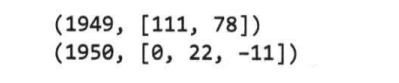 (1949, [111, 78])
(1950, [0, 22, -11])